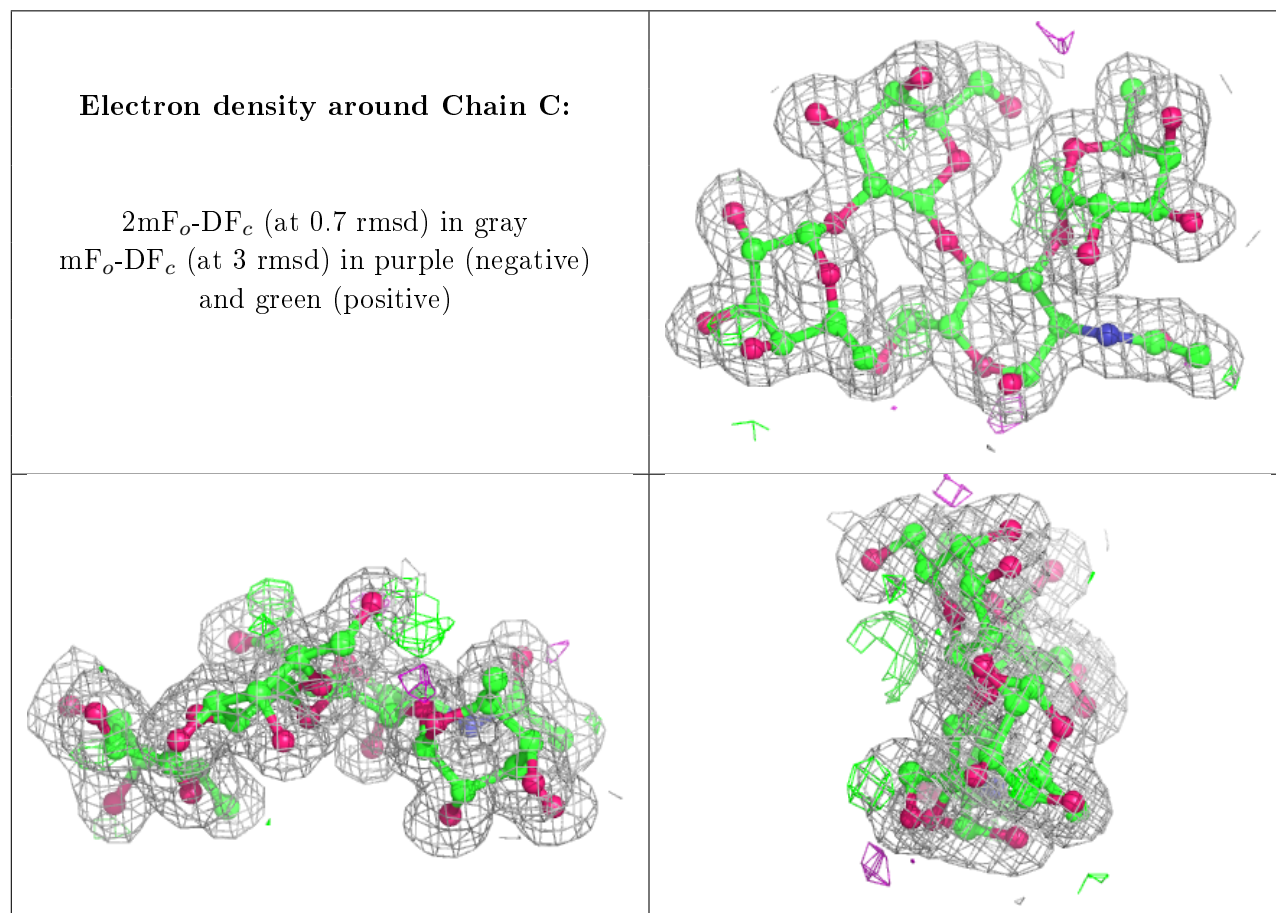 Electron density around Chain C:
2mFₒ-DF𝒸 (at 0.7 rmsd) in gray
mFₒ-DF𝒸 (at 3 rmsd) in purple (negative)
and green (positive)